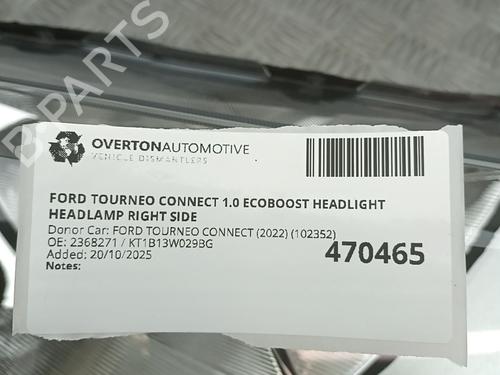 B-PARTS
OVERTONAUTOMOTIVE
VEHICLE DISMANTLERS
FORD TOURNEO CONNECT 1.0 ECOBOOST HEADLIGHT
HEADLAMP RIGHT SIDE
Donor Car: FORD TOURNEO CONNECT (2022) (102352)
OE: 2368271 / KT1B13W029BG
Added: 20/10/2025
Notes:
470465